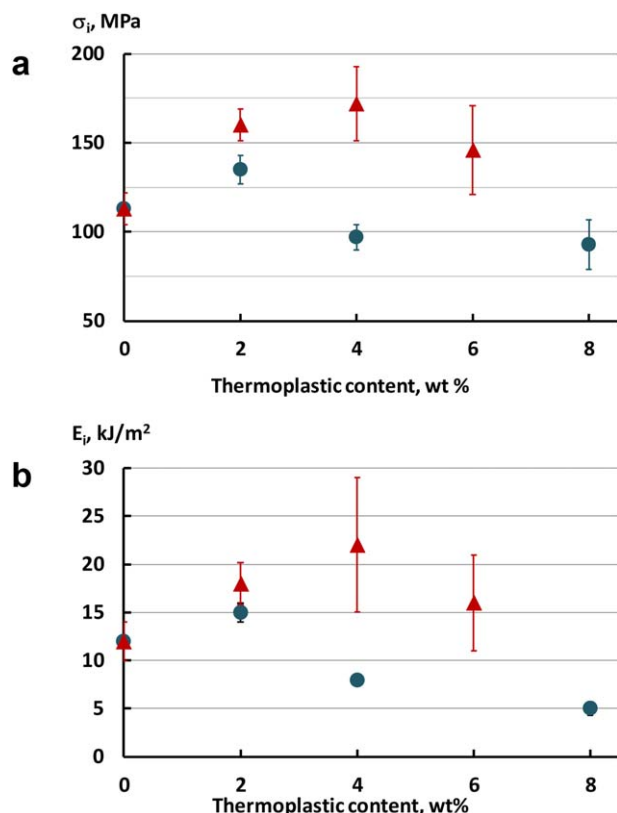 σi, MPa
a
200
150
100
50
0 2 4 6 8
Thermoplastic content, wt %
Ei, kJ/m²
b
30
25
20
15
10
5
0
0 2 4 6 8
Thermoplastic content, wt%